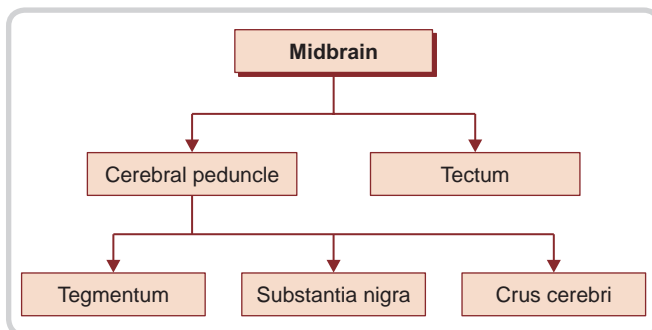 Midbrain
Cerebral peduncle
Tectum
Tegmentum
Substantia nigra
Crus cerebri